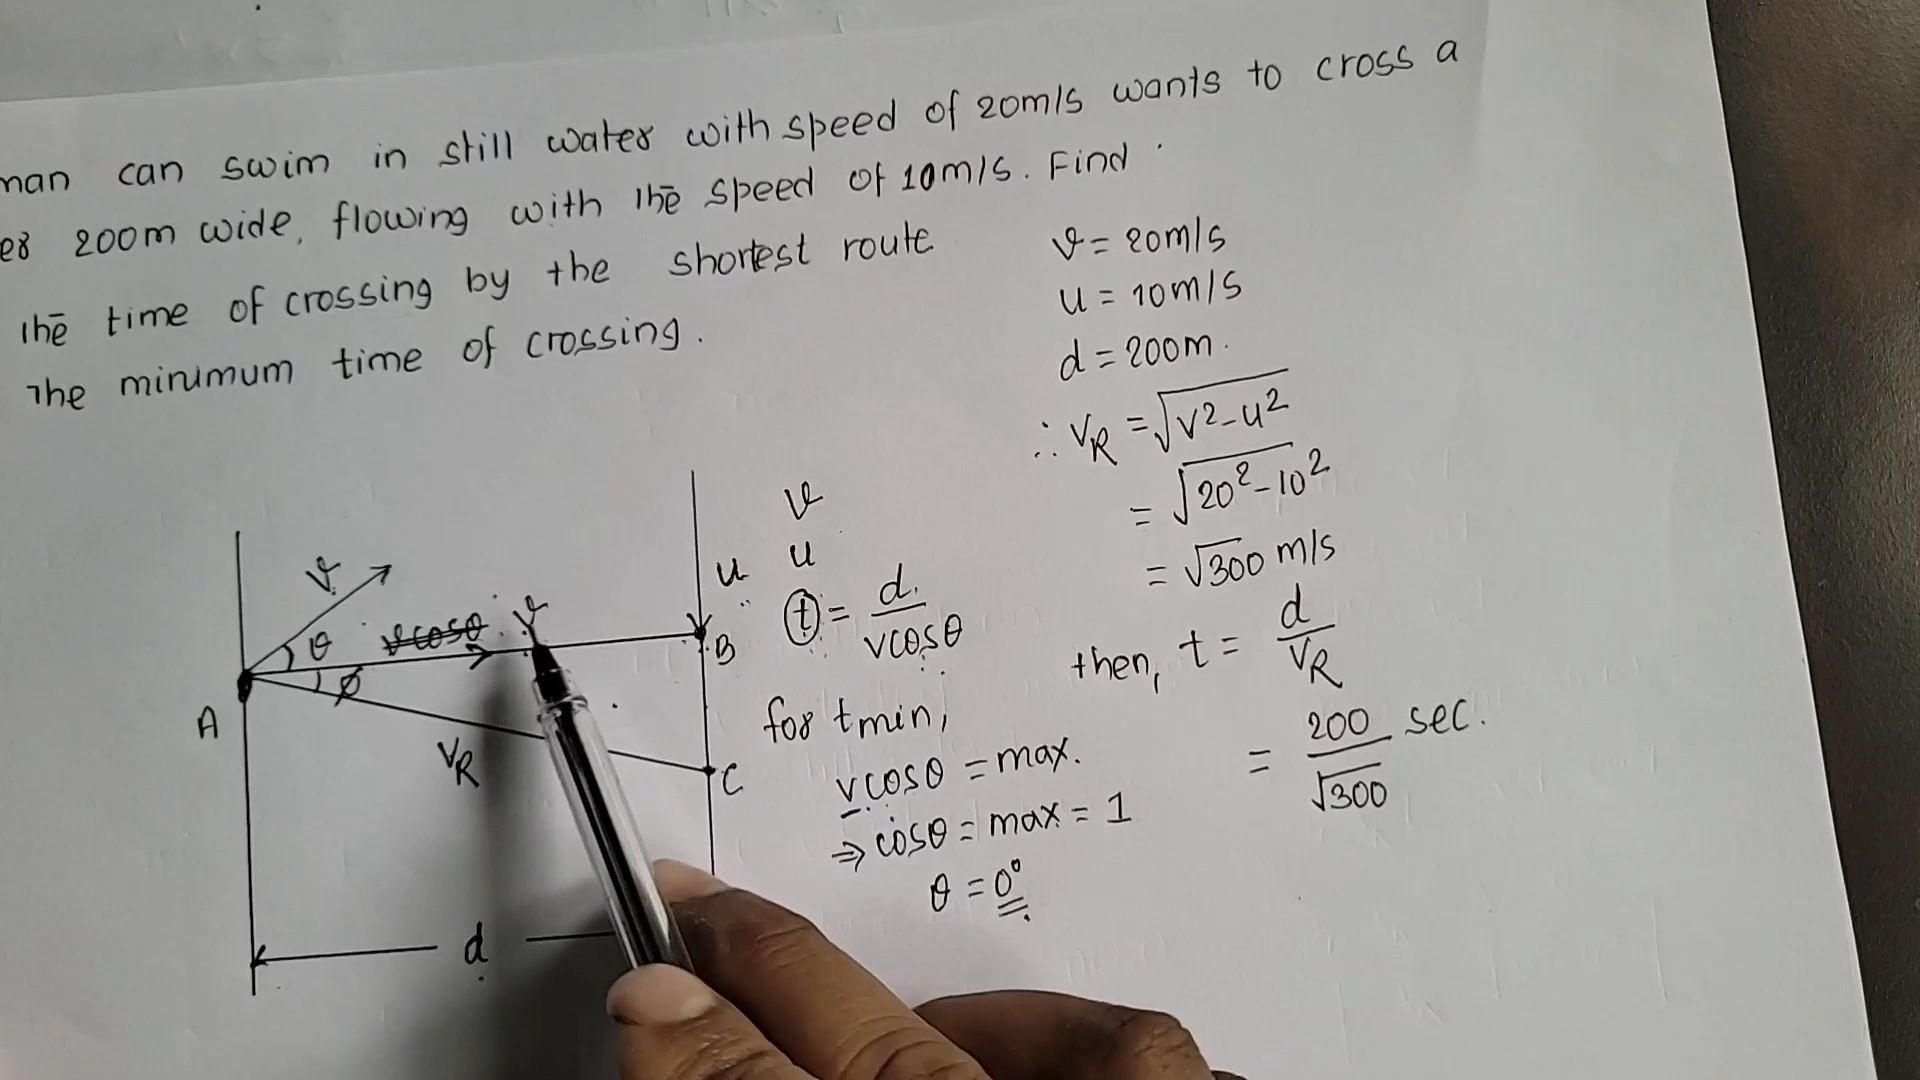 man can swim in still water with speed of 20m/s wants to cross a
er 200m wide, flowing with the speed of 10m/s. Find
the time of crossing by the shortest route
The minimum time of crossing.
v = 20m/s
u = 10m/s
d = 200m.
∴ VR = √v²-u²
= √20²-10²
= √300 m/s
then, t = d/VR
= 200/√300 sec.
v
u
t = d/vcosθ
for tmin,
vcosθ = max.
⇒ cosθ = max = 1
θ = 0°
v
θ
vcosθ
v
u
B
A
ø
VR
C
d